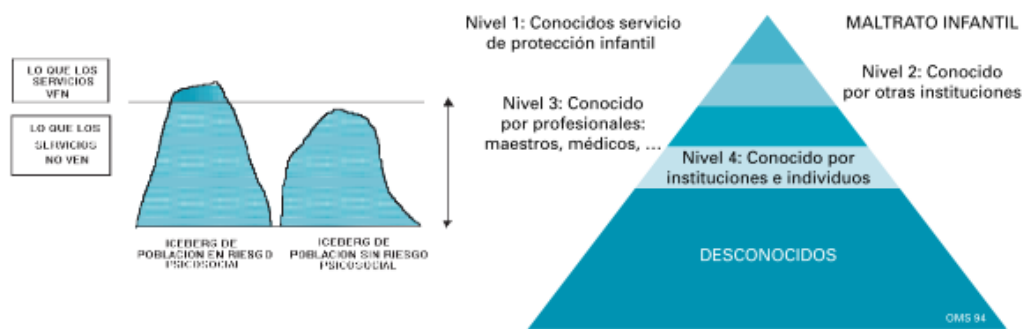 LO QUE LOS
SERVICIOS
VEN
LO QUE LOS
SERVICIOS
NO VEN
ICEBERG DE
POBLACION EN RIESGO
PSICOSOCIAL
ICEBERG DE
POBLACION SIN RIESGO
PSICOSOCIAL
Nivel 1: Conocidos servicio
de protección infantil
MALTRATO INFANTIL
Nivel 2: Conocido
por otras instituciones
Nivel 3: Conocido
por profesionales:
maestros, médicos, ...
Nivel 4: Conocido por
instituciones e individuos
DESCONOCIDOS
OMS 94